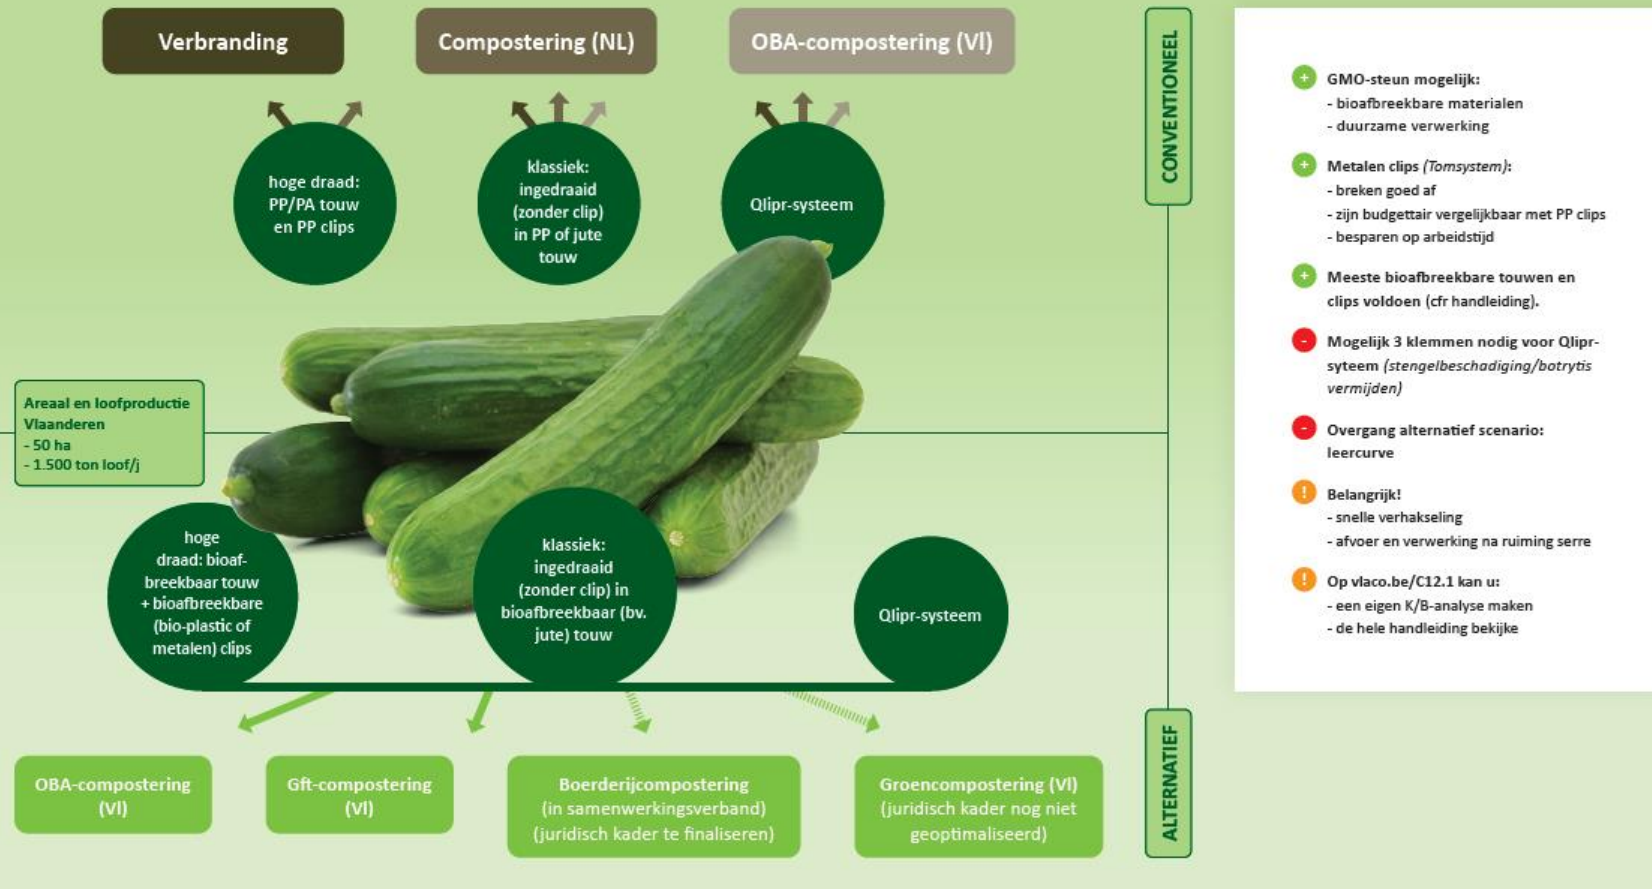 Verbranding
Compostering (NL)
OBA-compostering (Vl)
CONVENTIONEEL
hoge draad:
PP/PA touw
en PP clips
klassiek:
ingedraaid
(zonder clip)
in PP of jute
touw
Qlipr-systeem
Areaal en loofproductie
Vlaanderen
- 50 ha
- 1.500 ton loof/j
hoge
draad: bioaf-
breekbaar touw
+ bioafbreekbare
(bio-plastic of
metalen) clips
klassiek:
ingedraaid
(zonder clip) in
bioafbreekbaar (bv.
jute) touw
Qlipr-systeem
OBA-compostering
(Vl)
Gft-compostering
(Vl)
Boerderijcompostering
(in samenwerkingsverband)
(juridisch kader te finaliseren)
Groencompostering (Vl)
(juridisch kader nog niet
geoptimaliseerd)
ALTERNATIEF
+ GMO-steun mogelijk:
- bioafbreekbare materialen
- duurzame verwerking
+ Metalen clips (Tomsystem):
- breken goed af
- zijn budgettair vergelijkbaar met PP clips
- besparen op arbeidstijd
+ Meeste bioafbreekbare touwen en
clips voldoen (cfr handleiding).
- Mogelijk 3 klemmen nodig voor Qlipr-
syteem (stengelbeschadiging/botrytis
vermijden)
- Overgang alternatief scenario:
leercurve
! Belangrijk!
- snelle verhakseling
- afvoer en verwerking na ruiming serre
! Op vlaco.be/C12.1 kan u:
- een eigen K/B-analyse maken
- de hele handleiding bekijke